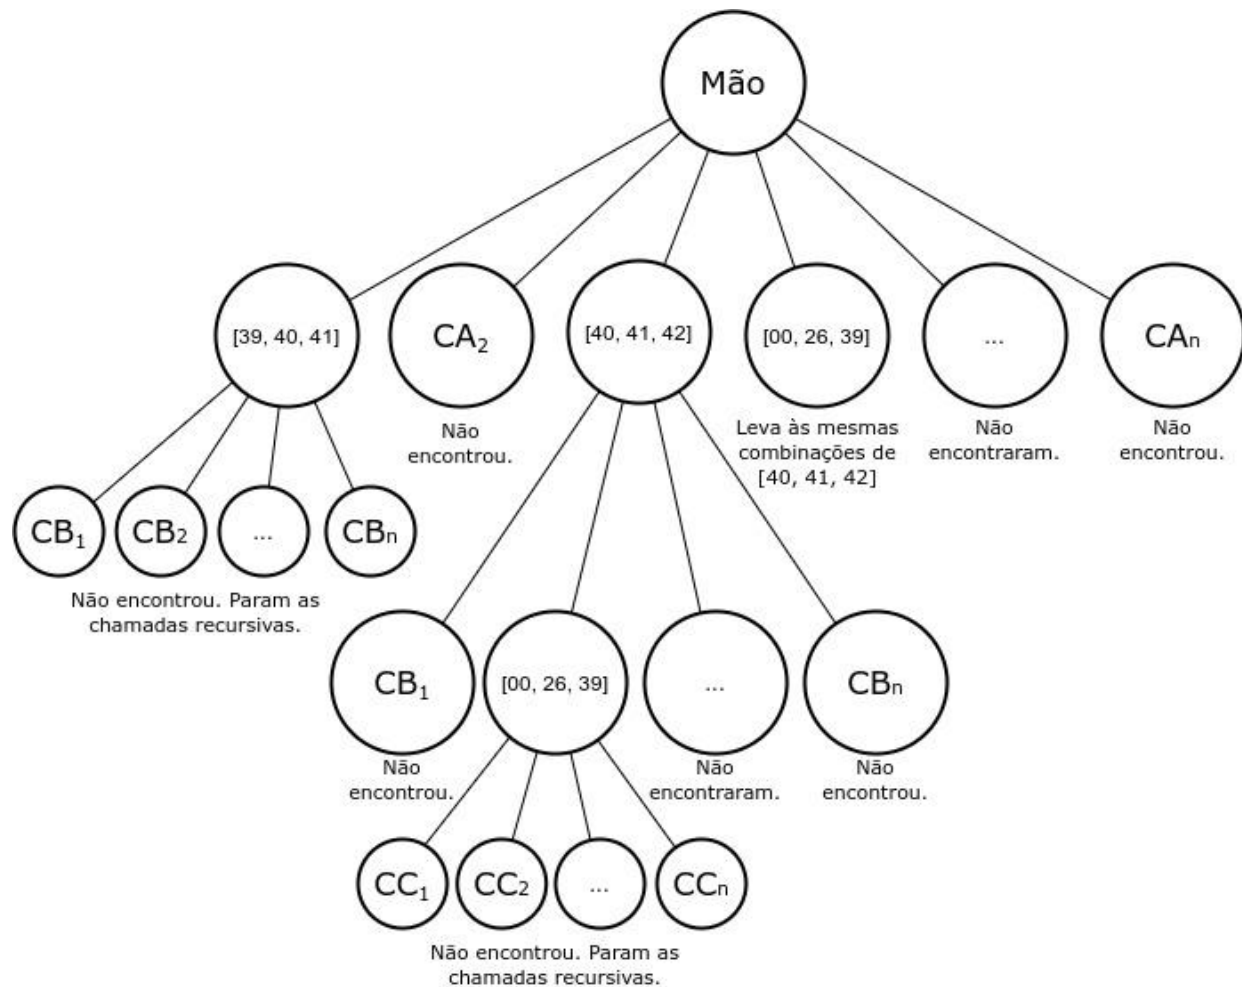 Mão
[39, 40, 41]
CA₂
[40, 41, 42]
[00, 26, 39]
...
CAn
Não
encontrou.
Leva às mesmas
combinações de
[40, 41, 42]
Não
encontraram.
Não
encontrou.
CB₁
CB₂
...
CBn
Não encontrou. Param as
chamadas recursivas.
CB₁
[00, 26, 39]
...
CBn
Não
encontrou.
Não
encontraram.
Não
encontrou.
CC₁
CC₂
...
CCn
Não encontrou. Param as
chamadas recursivas.